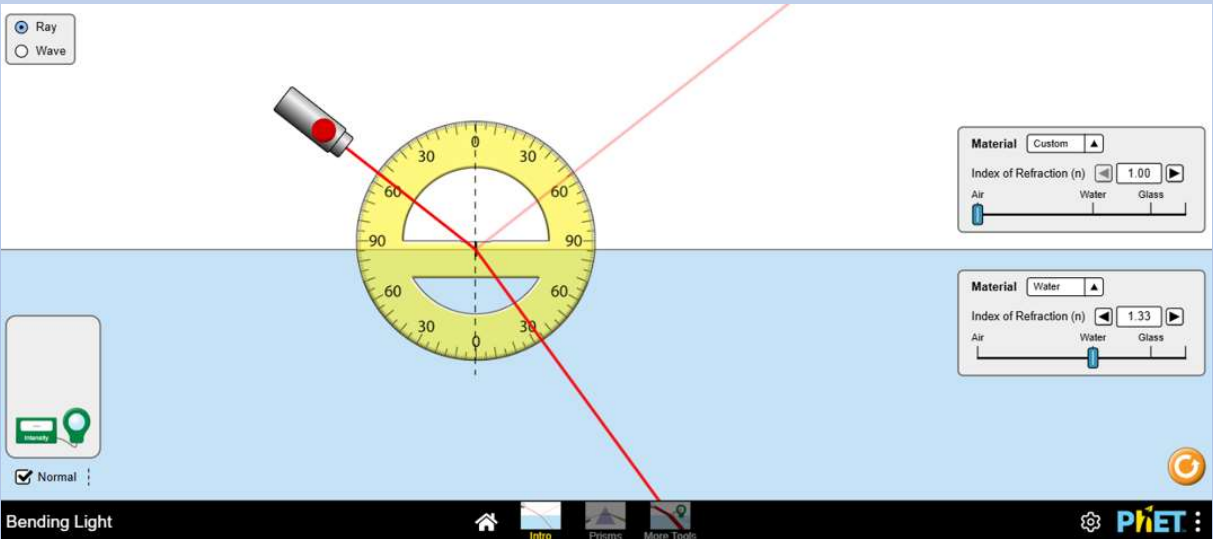 Ray
Wave
0
30 30
60 60
90 90
60 60
30 30
0
Material Custom
Index of Refraction (n) 1.00
Air Water Glass
Material Water
Index of Refraction (n) 1.33
Air Water Glass
Intensity
Normal
Bending Light
Intro Prisms More Tools
PhET